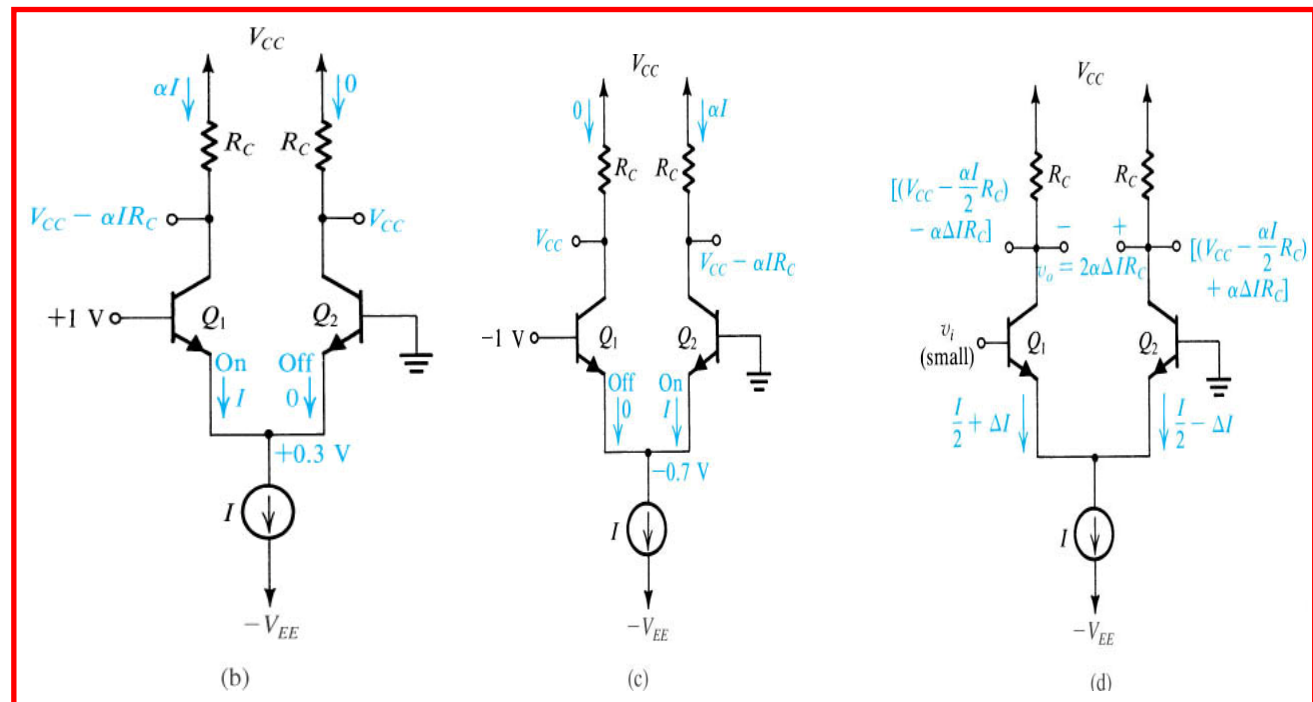 V_CC
αI
0
R_C
R_C
V_CC − αIR_C
V_CC
+1 V
Q_1
Q_2
On
Off
I
0
+0.3 V
I
−V_EE
(b)
V_CC
0
αI
R_C
R_C
V_CC
V_CC − αIR_C
−1 V
Q_1
Q_2
Off
On
0
I
−0.7 V
I
−V_EE
(c)
V_CC
R_C
R_C
[(V_CC − αI/2 R_C)
− αΔIR_C]
− +
v_o = 2αΔIR_C
[(V_CC − αI/2 R_C)
+ αΔIR_C]
v_i
(small)
Q_1
Q_2
I/2 + ΔI
I/2 − ΔI
I
−V_EE
(d)